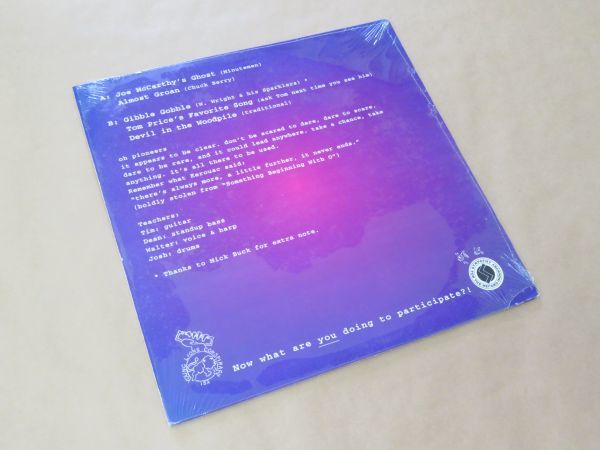 A: Joe McCarthy's Ghost (Minutemen)
Almost Groan (Chuck Berry)
B: Gibble Gobble (W. Wright & his Sparklers) *
Tom Price's Favorite Song (ask Tom next time you see him)
Devil in the Woodpile (traditional)
oh pioneers
it appears to be clear. don't be scared to dare, dare to scare,
dare to be rare, and it could lead anywhere, take a chance, take
anything. it's all there to be used.
Remember what Kerouac said:
"there's always more, a little further, it never ends."
(boldly stolen from "Something Beginning With O")
Teachers:
Tim: guitar
Dean: standup bass
Walter: voice & harp
Josh: drums
* Thanks to Mick Buck for extra note.
Now what are you doing to participate?!
YOUNG LIONS CONSPIRACY